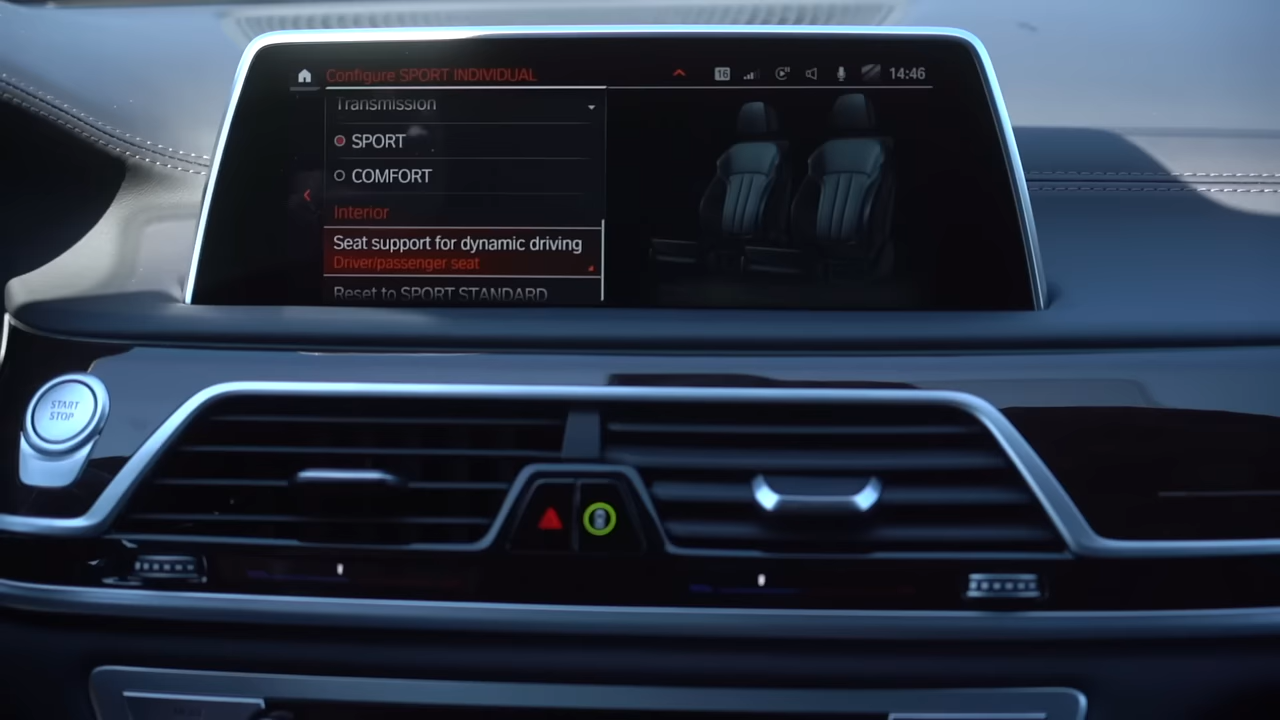 Configure SPORT INDIVIDUAL
16
14:46
Transmission
SPORT
COMFORT
Interior
Seat support for dynamic driving
Driver/passenger seat
Reset to SPORT STANDARD
START
STOP